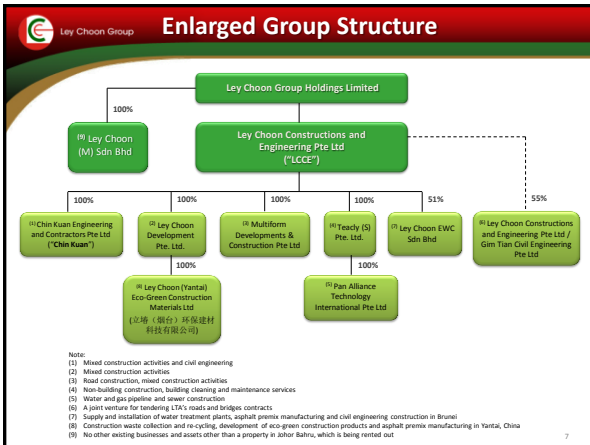 Ley Choon Group
Enlarged Group Structure
Ley Choon Group Holdings Limited
100%
(9) Ley Choon
(M) Sdn Bhd
Ley Choon Constructions and
Engineering Pte Ltd
("LCCE")
100%
100%
100%
100%
51%
55%
(1) Chin Kuan Engineering
and Contractors Pte Ltd
("Chin Kuan")
(2) Ley Choon
Development
Pte. Ltd.
(3) Multiform
Developments &
Construction Pte Ltd
(4) Teacly (S)
Pte. Ltd.
(7) Ley Choon EWC
Sdn Bhd
(6) Ley Choon Constructions
and Engineering Pte Ltd /
Gim Tian Civil Engineering
Pte Ltd
100%
100%
(8) Ley Choon (Yantai)
Eco-Green Construction
Materials Ltd
(立埼（烟台）环保建材
科技有限公司)
(5) Pan Alliance
Technology
International Pte Ltd
Note:
(1) Mixed construction activities and civil engineering
(2) Mixed construction activities
(3) Road construction, mixed construction activities
(4) Non-building construction, building cleaning and maintenance services
(5) Water and gas pipeline and sewer construction
(6) A joint venture for tendering LTA's roads and bridges contracts
(7) Supply and installation of water treatment plants, asphalt premix manufacturing and civil engineering construction in Brunei
(8) Construction waste collection and re-cycling, development of eco-green construction products and asphalt premix manufacturing in Yantai, China
(9) No other existing businesses and assets other than a property in Johor Bahru, which is being rented out
7